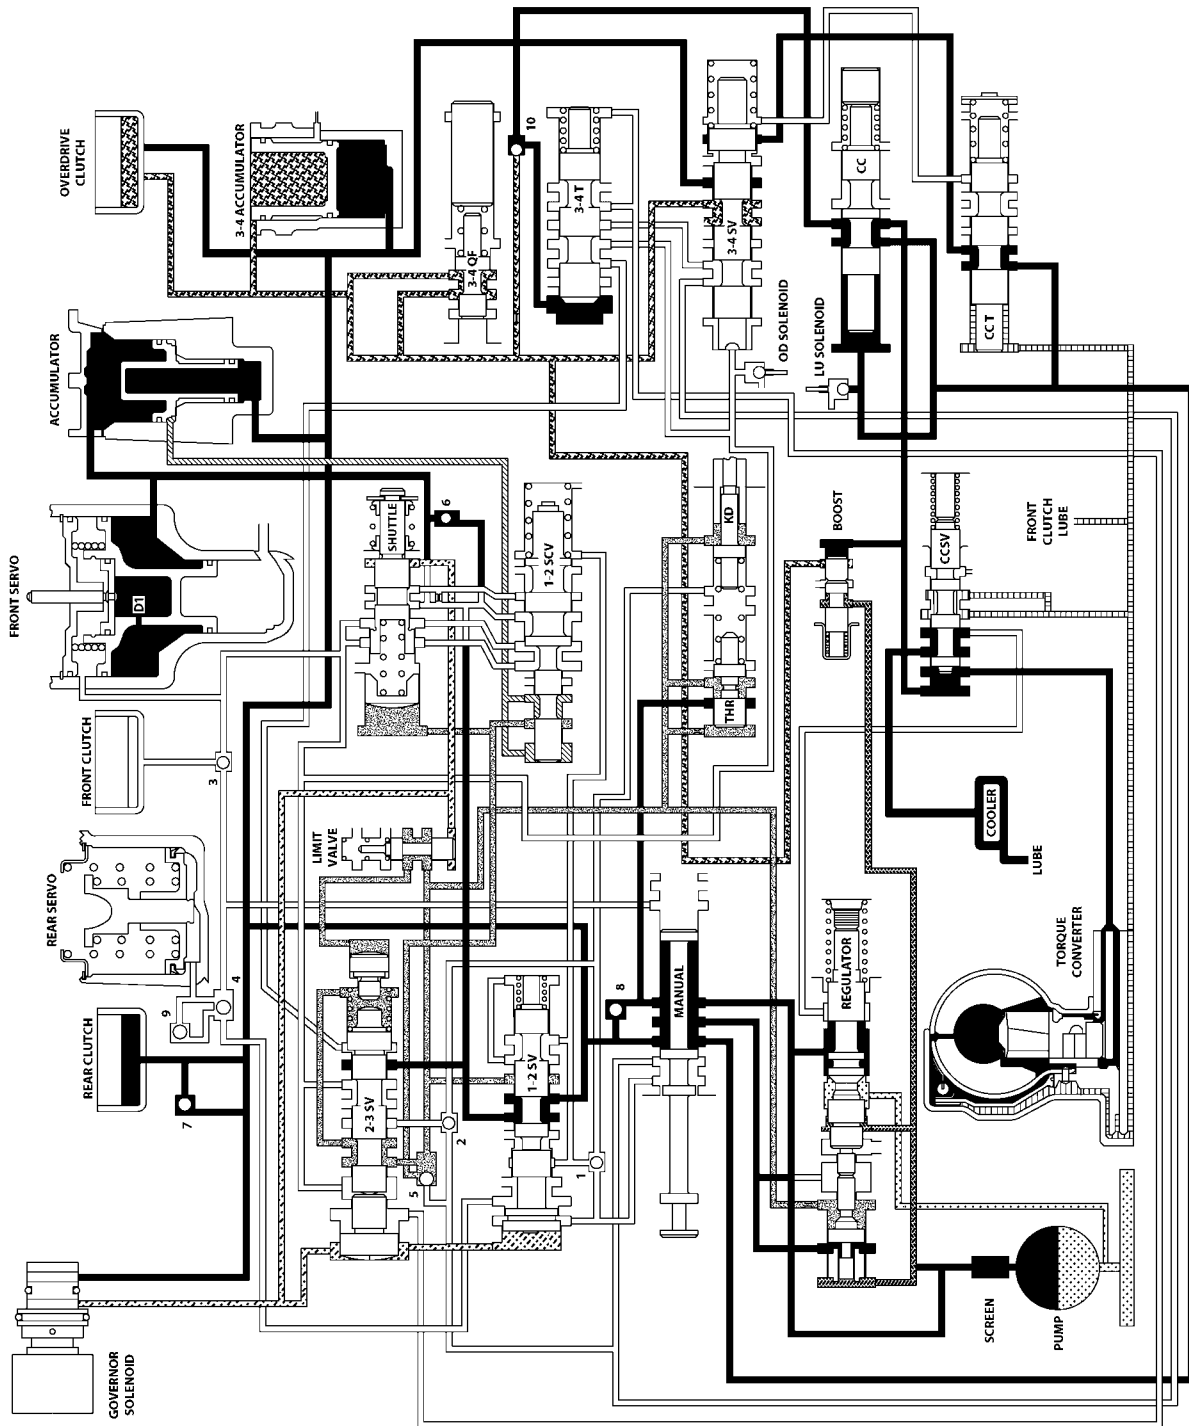 OVERDRIVE
CLUTCH
3-4 ACCUMULATOR
ACCUMULATOR
FRONT SERVO
D1
FRONT CLUTCH
REAR SERVO
REAR CLUTCH
GOVERNOR
SOLENOID
3
4
9
7
10
3-4 QF
3-4 T
3-4 SV
CC
CC T
OD SOLENOID
LU SOLENOID
6
SHUTTLE
1-2 SCV
KD
THR
BOOST
CCSV
FRONT
CLUTCH
LUBE
LIMIT
VALVE
2-3 SV
5
2
1-2 SV
1
8
MANUAL
REGULATOR
COOLER
LUBE
TORQUE
CONVERTER
SCREEN
PUMP